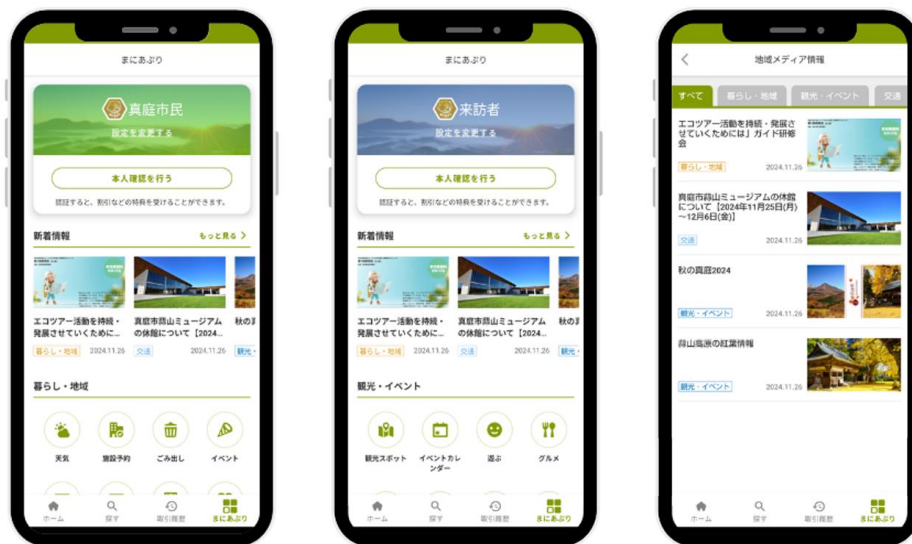 まにあぷり
真庭市民
設定を変更する
本人確認を行う
認証すると、割引などの特典を受けることができます。
新着情報
もっと見る
エコツアー活動を持続・
発展させていくために...
暮らし・地域
2024.11.26
真庭市蒜山ミュージアム
の休館について【2024...
交通
2024.11.26
秋の真
観光・
暮らし・地域
天気
施設予約
ごみ出し
イベント
ホーム
探す
取引履歴
まにあぷり
まにあぷり
来訪者
設定を変更する
本人確認を行う
認証すると、割引などの特典を受けることができます。
新着情報
もっと見る
エコツアー活動を持続・
発展させていくために...
暮らし・地域
2024.11.26
真庭市蒜山ミュージアム
の休館について【2024...
交通
2024.11.26
秋の真
観光・
観光・イベント
観光スポット
イベントカレ
ンダー
遊ぶ
グルメ
ホーム
探す
取引履歴
まにあぷり
地域メディア情報
すべて
暮らし・地域
観光・イベント
交通
エコツアー活動を持続・発展さ
せていくためには」ガイド研修
会
暮らし・地域
2024.11.26
真庭市蒜山ミュージアムの休館
について【2024年11月25日(月)
～12月6日(金)】
交通
2024.11.26
秋の真庭2024
観光・イベント
2024.11.26
蒜山高原の紅葉情報
観光・イベント
2024.11.26
ホーム
探す
取引履歴
まにあぷり